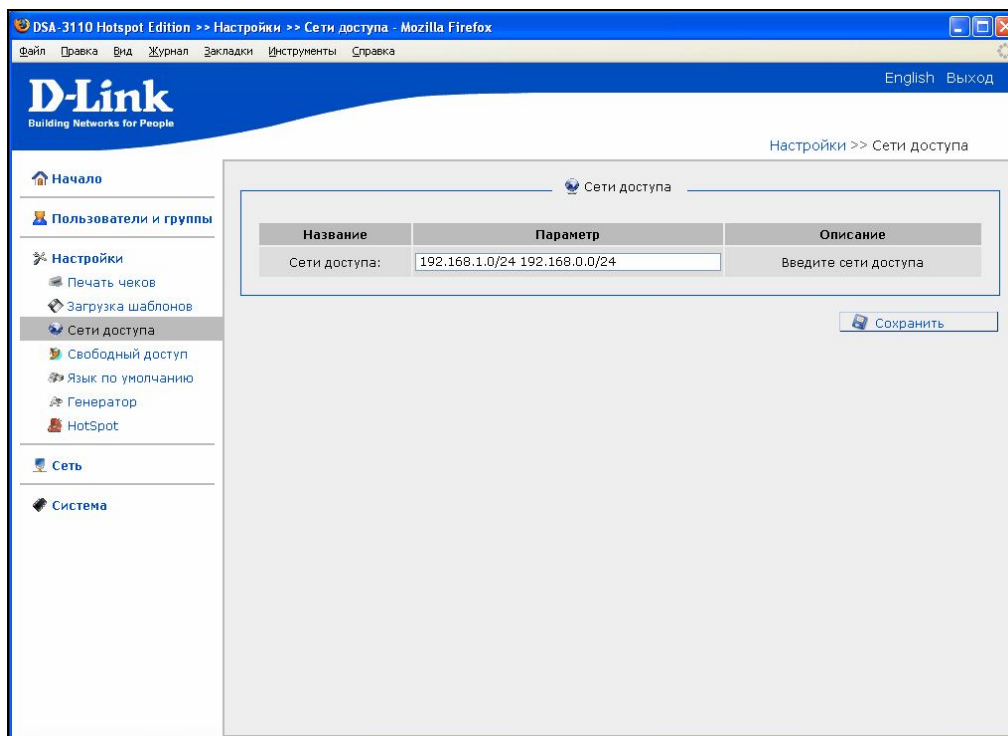 DSA-3110 Hotspot Edition >> Настройки >> Сети доступа - Mozilla Firefox
Файл Правка Вид Журнал Закладки Инструменты Справка
English Выход
D-Link
Building Networks for People
Настройки >> Сети доступа
Начало
Пользователи и группы
Настройки
Печать чеков
Загрузка шаблонов
Сети доступа
Свободный доступ
Язык по умолчанию
Генератор
HotSpot
Сеть
Система
Сети доступа
Название Параметр Описание
Сети доступа: 192.168.1.0/24 192.168.0.0/24 Введите сети доступа
Сохранить